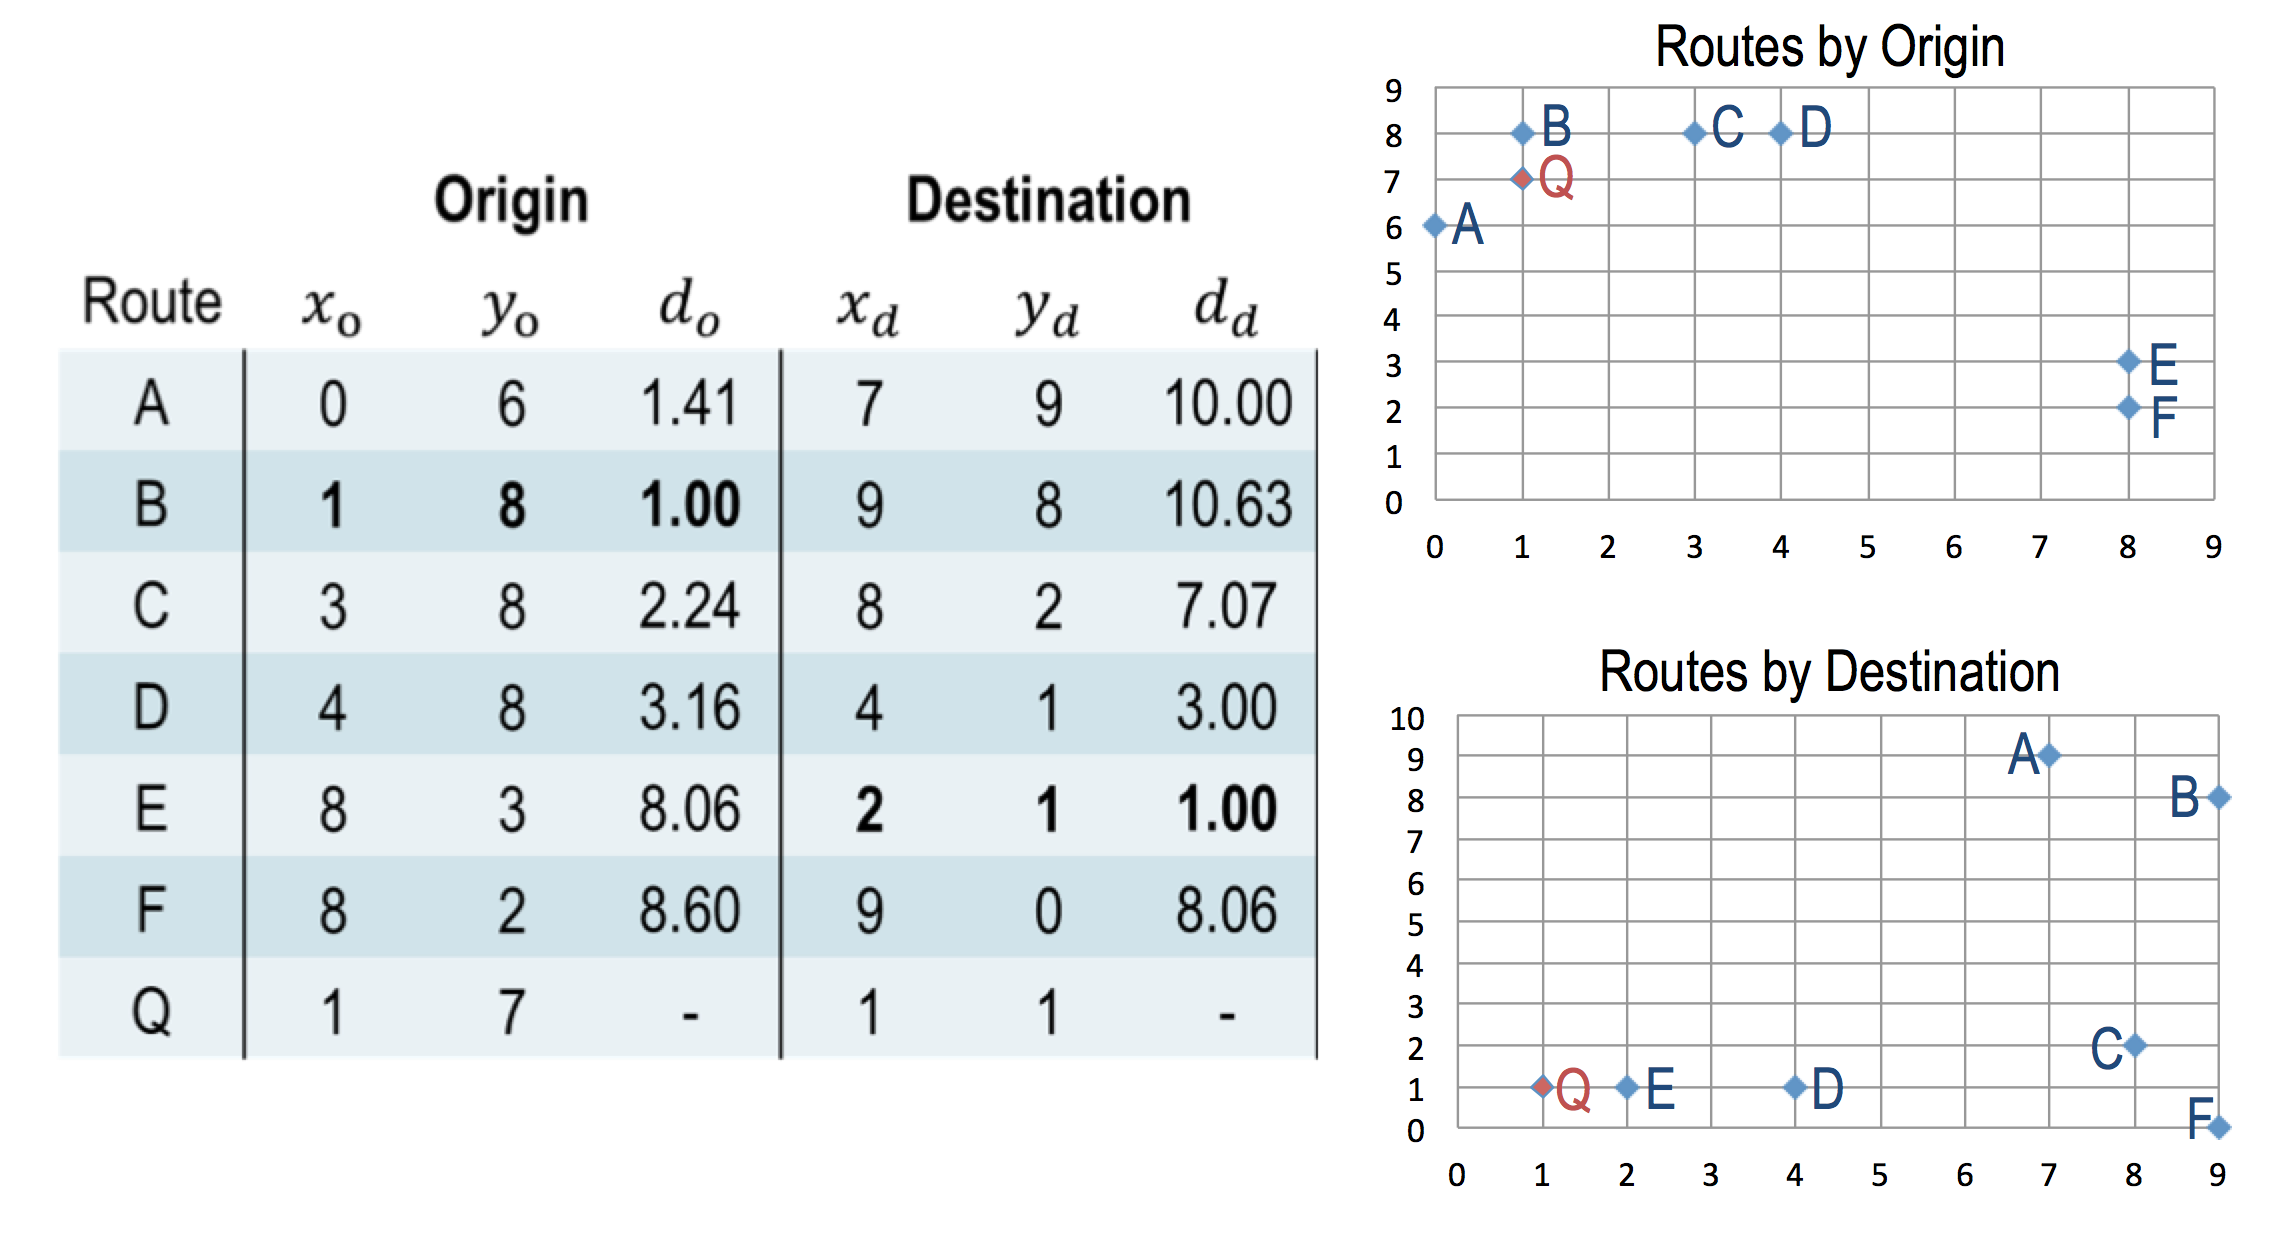 Origin Destination
Route xₒ yₒ dₒ x_d y_d d_d
A 0 6 1.41 7 9 10.00
B 1 8 1.00 9 8 10.63
C 3 8 2.24 8 2 7.07
D 4 8 3.16 4 1 3.00
E 8 3 8.06 2 1 1.00
F 8 2 8.60 9 0 8.06
Q 1 7 - 1 1 -
Routes by Origin
9
8 B C D
7 Q
6 A
5
4
3 E
2 F
1
0
0 1 2 3 4 5 6 7 8 9
Routes by Destination
10
9 A
8 B
7
6
5
4
3
2 C
1 Q E D
0 F
0 1 2 3 4 5 6 7 8 9